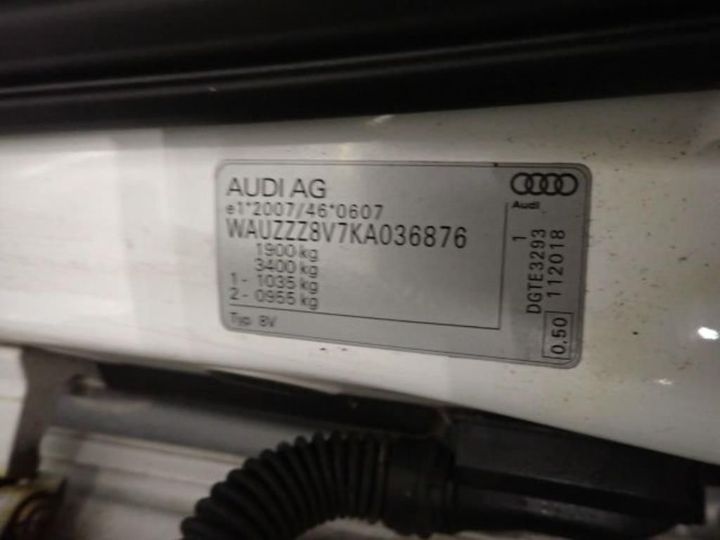 AUDI AG
e1*2007/46*0607
WAUZZZ8V7KA036876
1900 kg
3400 kg
1 - 1035 kg
2 - 0955 kg
Typ 8V
Audi
1
DGTE3293
112018
0.50